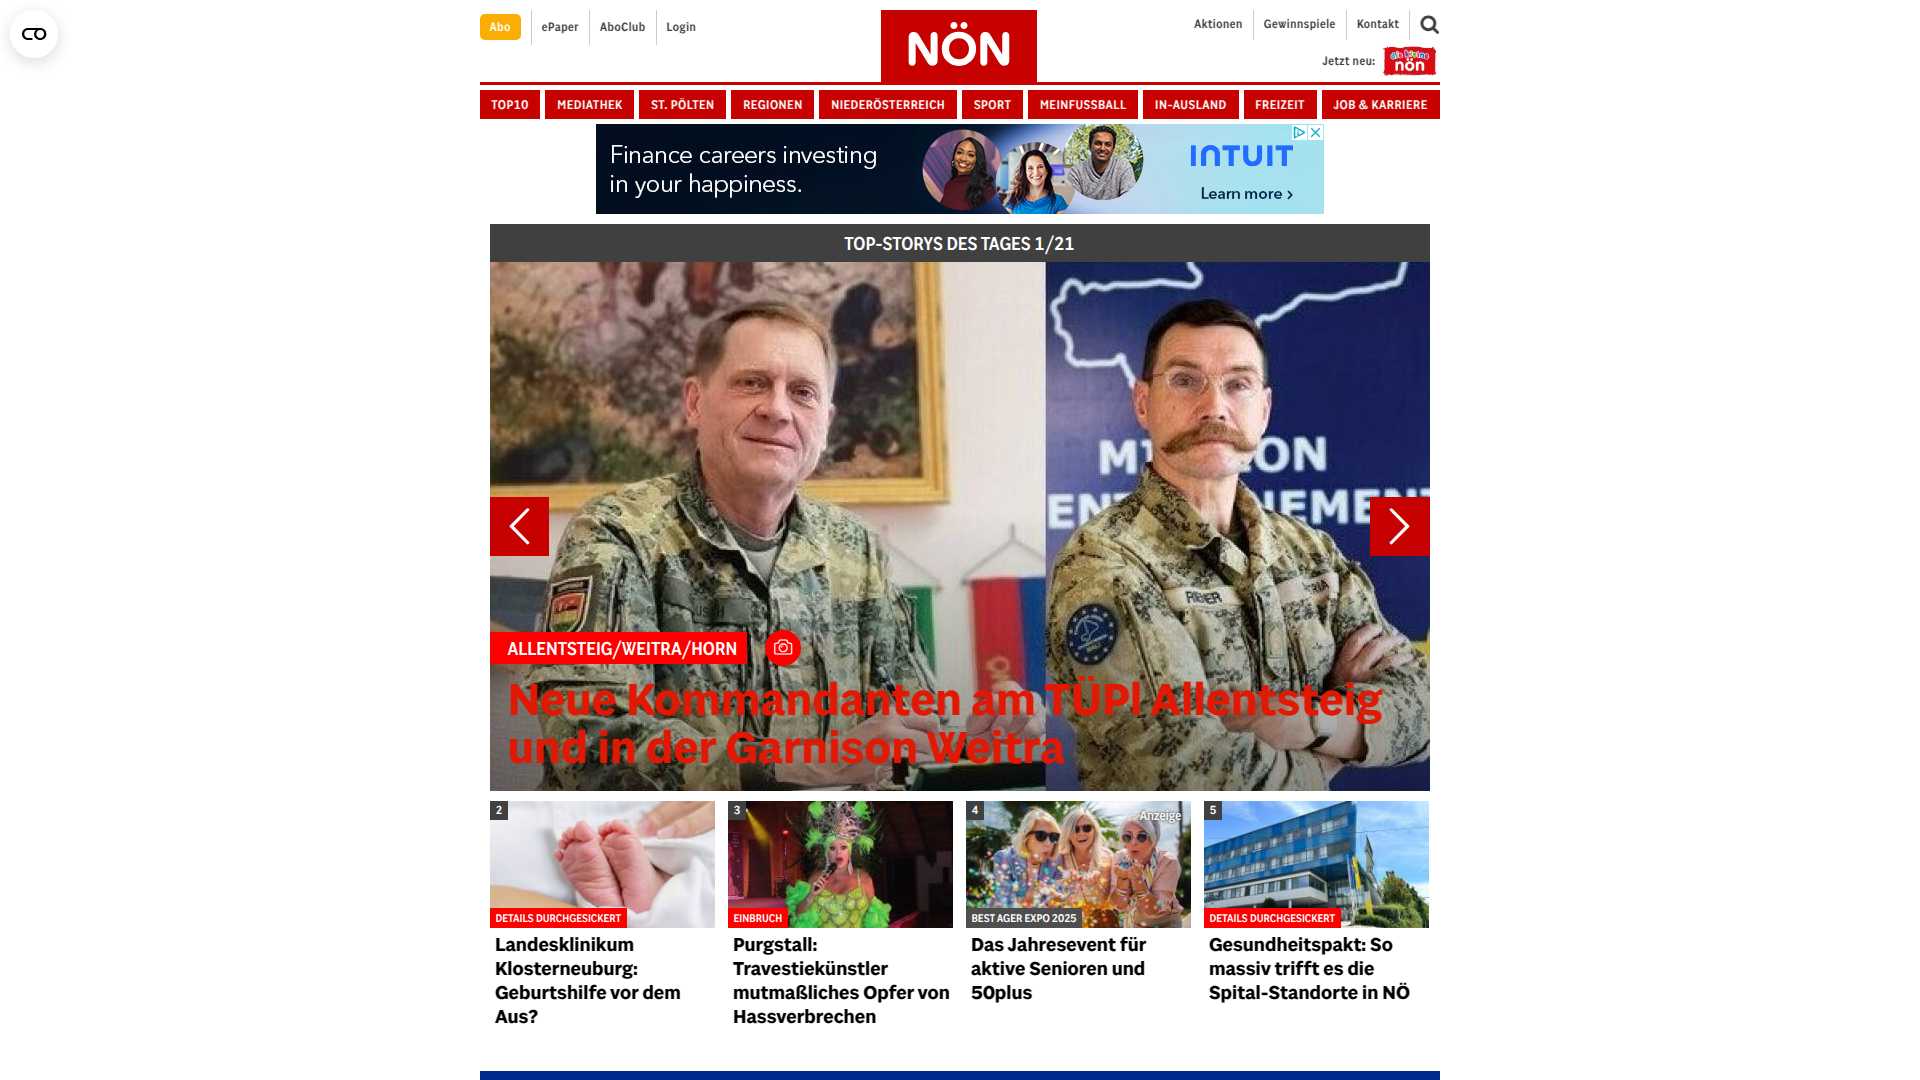 Abo
ePaper
AboClub
Login
NÖN
Aktionen
Gewinnspiele
Kontakt
Jetzt neu:
die kleine
nön
TOP10
MEDIATHEK
ST. PÖLTEN
REGIONEN
NIEDERÖSTERREICH
SPORT
MEINFUSSBALL
IN-AUSLAND
FREIZEIT
JOB & KARRIERE
Finance careers investing
in your happiness.
INTUIT
Learn more >
TOP-STORYS DES TAGES 1/21
ALLENTSTEIG/WEITRA/HORN
Neue Kommandanten am TÜPl Allentsteig
und in der Garnison Weitra
2
DETAILS DURCHGESICKERT
Landesklinikum
Klosterneuburg:
Geburtshilfe vor dem
Aus?
3
EINBRUCH
Purgstall:
Travestiekünstler
mutmaßliches Opfer von
Hassverbrechen
4
Anzeige
BEST AGER EXPO 2025
Das Jahresevent für
aktive Senioren und
50plus
5
DETAILS DURCHGESICKERT
Gesundheitspakt: So
massiv trifft es die
Spital-Standorte in NÖ